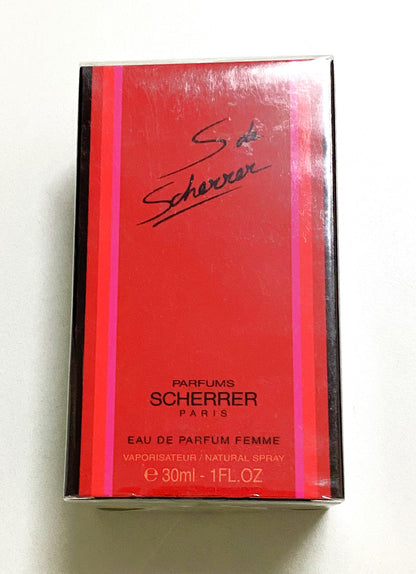 S de
Scherrer
PARFUMS
SCHERRER
PARIS
EAU DE PARFUM FEMME
VAPORISATEUR / NATURAL SPRAY
℮ 30ml - 1FL.OZ